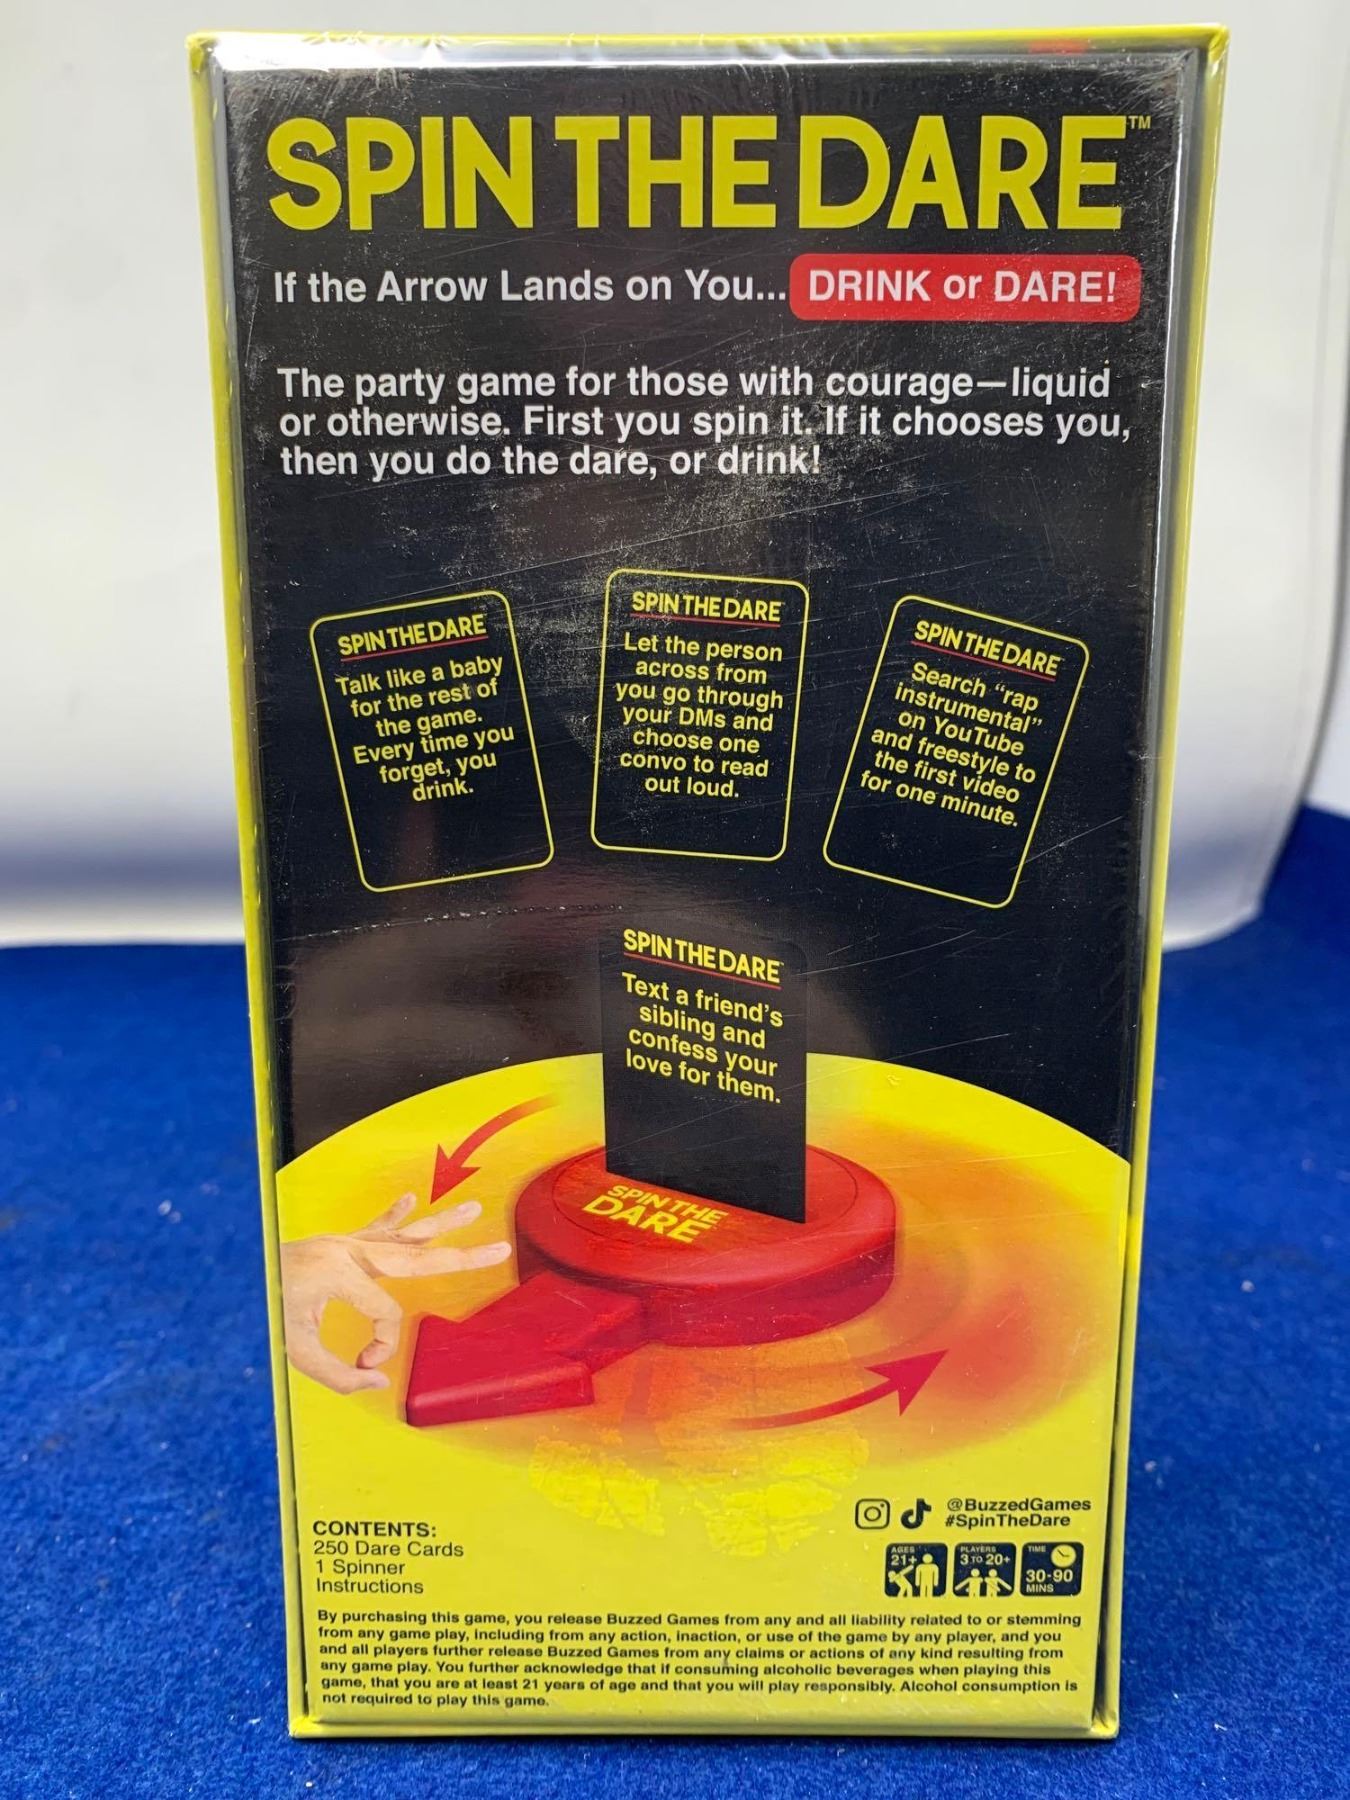 SPIN THE DARE™
If the Arrow Lands on You... DRINK or DARE!
The party game for those with courage—liquid
or otherwise. First you spin it. If it chooses you,
then you do the dare, or drink!
SPIN THE DARE
Talk like a baby
for the rest of
the game.
Every time you
forget, you
drink.
SPIN THE DARE
Let the person
across from
you go through
your DMs and
choose one
convo to read
out loud.
SPIN THE DARE
Search “rap
instrumental”
on YouTube
and freestyle to
the first video
for one minute.
SPIN THE DARE
Text a friend's
sibling and
confess your
love for them.
SPIN THE
DARE
CONTENTS:
250 Dare Cards
1 Spinner
Instructions
@BuzzedGames
#SpinTheDare
AGES
21+
PLAYERS
3 TO 20+
TIME
30-90
MINS
By purchasing this game, you release Buzzed Games from any and all liability related to or stemming
from any game play, including from any action, inaction, or use of the game by any player, and you
and all players further release Buzzed Games from any claims or actions of any kind resulting from
any game play. You further acknowledge that if consuming alcoholic beverages when playing this
game, that you are at least 21 years of age and that you will play responsibly. Alcohol consumption is
not required to play this game.